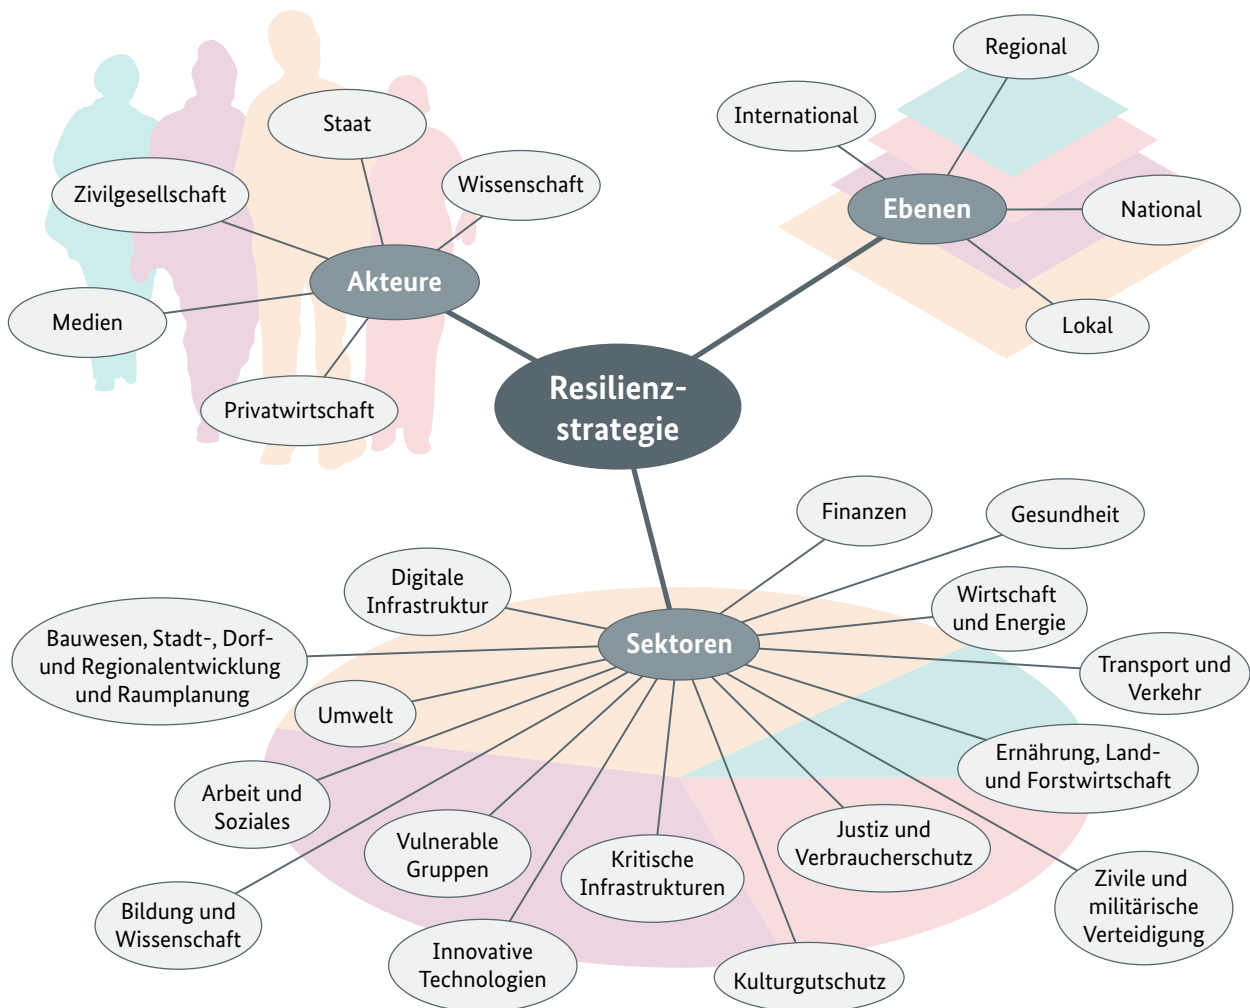 Regional
International
Staat
Wissenschaft
Zivilgesellschaft
Ebenen
National
Akteure
Medien
Lokal
Privatwirtschaft
Resilienz-
strategie
Finanzen
Gesundheit
Digitale
Infrastruktur
Wirtschaft
und Energie
Bauwesen, Stadt-, Dorf-
und Regionalentwicklung
und Raumplanung
Sektoren
Transport und
Verkehr
Umwelt
Ernährung, Land-
und Forstwirtschaft
Arbeit und
Soziales
Vulnerable
Gruppen
Kritische
Infrastrukturen
Justiz und
Verbraucherschutz
Zivile und
militärische
Verteidigung
Bildung und
Wissenschaft
Innovative
Technologien
Kulturgutschutz